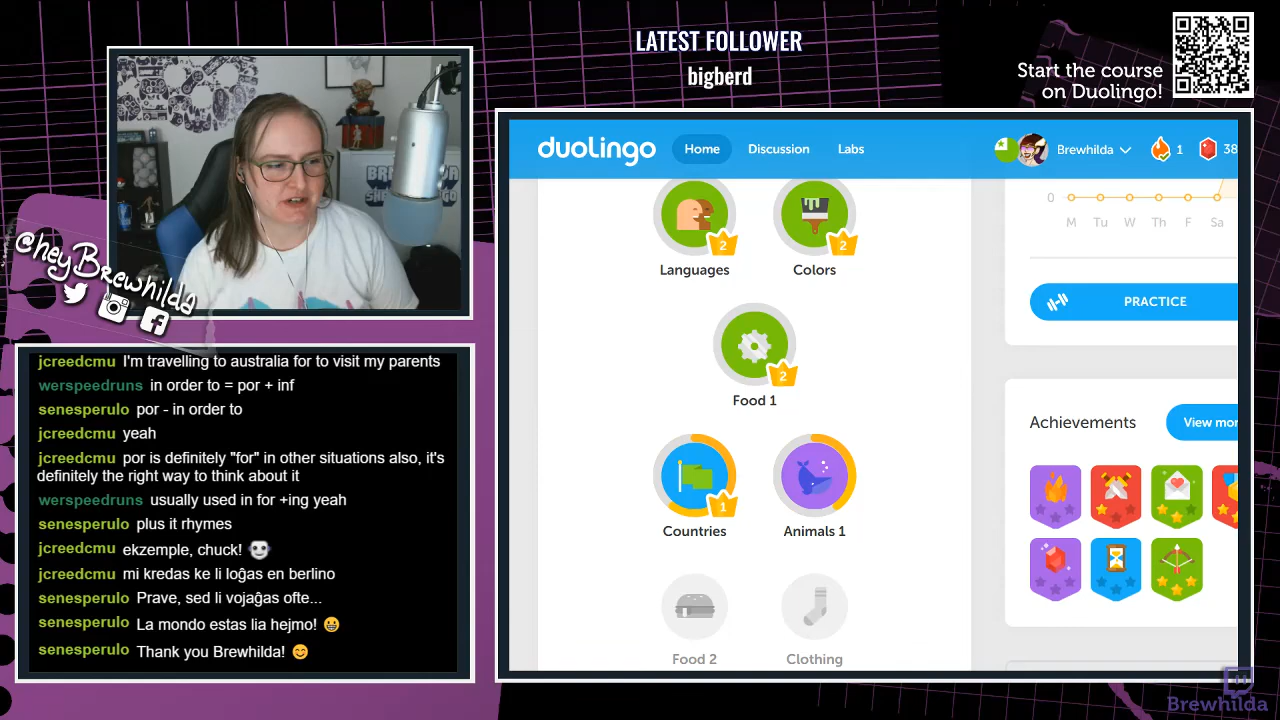 LATEST FOLLOWER
bigberd
Start the course
on Duolingo!
@heyBrewhilda
jcreedcmu I'm travelling to australia for to visit my parents
werspeedruns in order to = por + inf
senesperulo por - in order to
jcreedcmu yeah
jcreedcmu por is definitely "for" in other situations also, it's
definitely the right way to think about it
werspeedruns usually used in for +ing yeah
senesperulo plus it rhymes
jcreedcmu ekzemple, chuck!
jcreedcmu mi kredas ke li loĝas en berlino
senesperulo Prave, sed li vojaĝas ofte...
senesperulo La mondo estas lia hejmo! 😀
senesperulo Thank you Brewhilda! 😊
duolingo Home Discussion Labs Brewhilda 1 38
2 2
Languages Colors
2
Food 1
1
Countries Animals 1
Food 2 Clothing
0
M Tu W Th F Sa
PRACTICE
Achievements View mor
Brewhilda